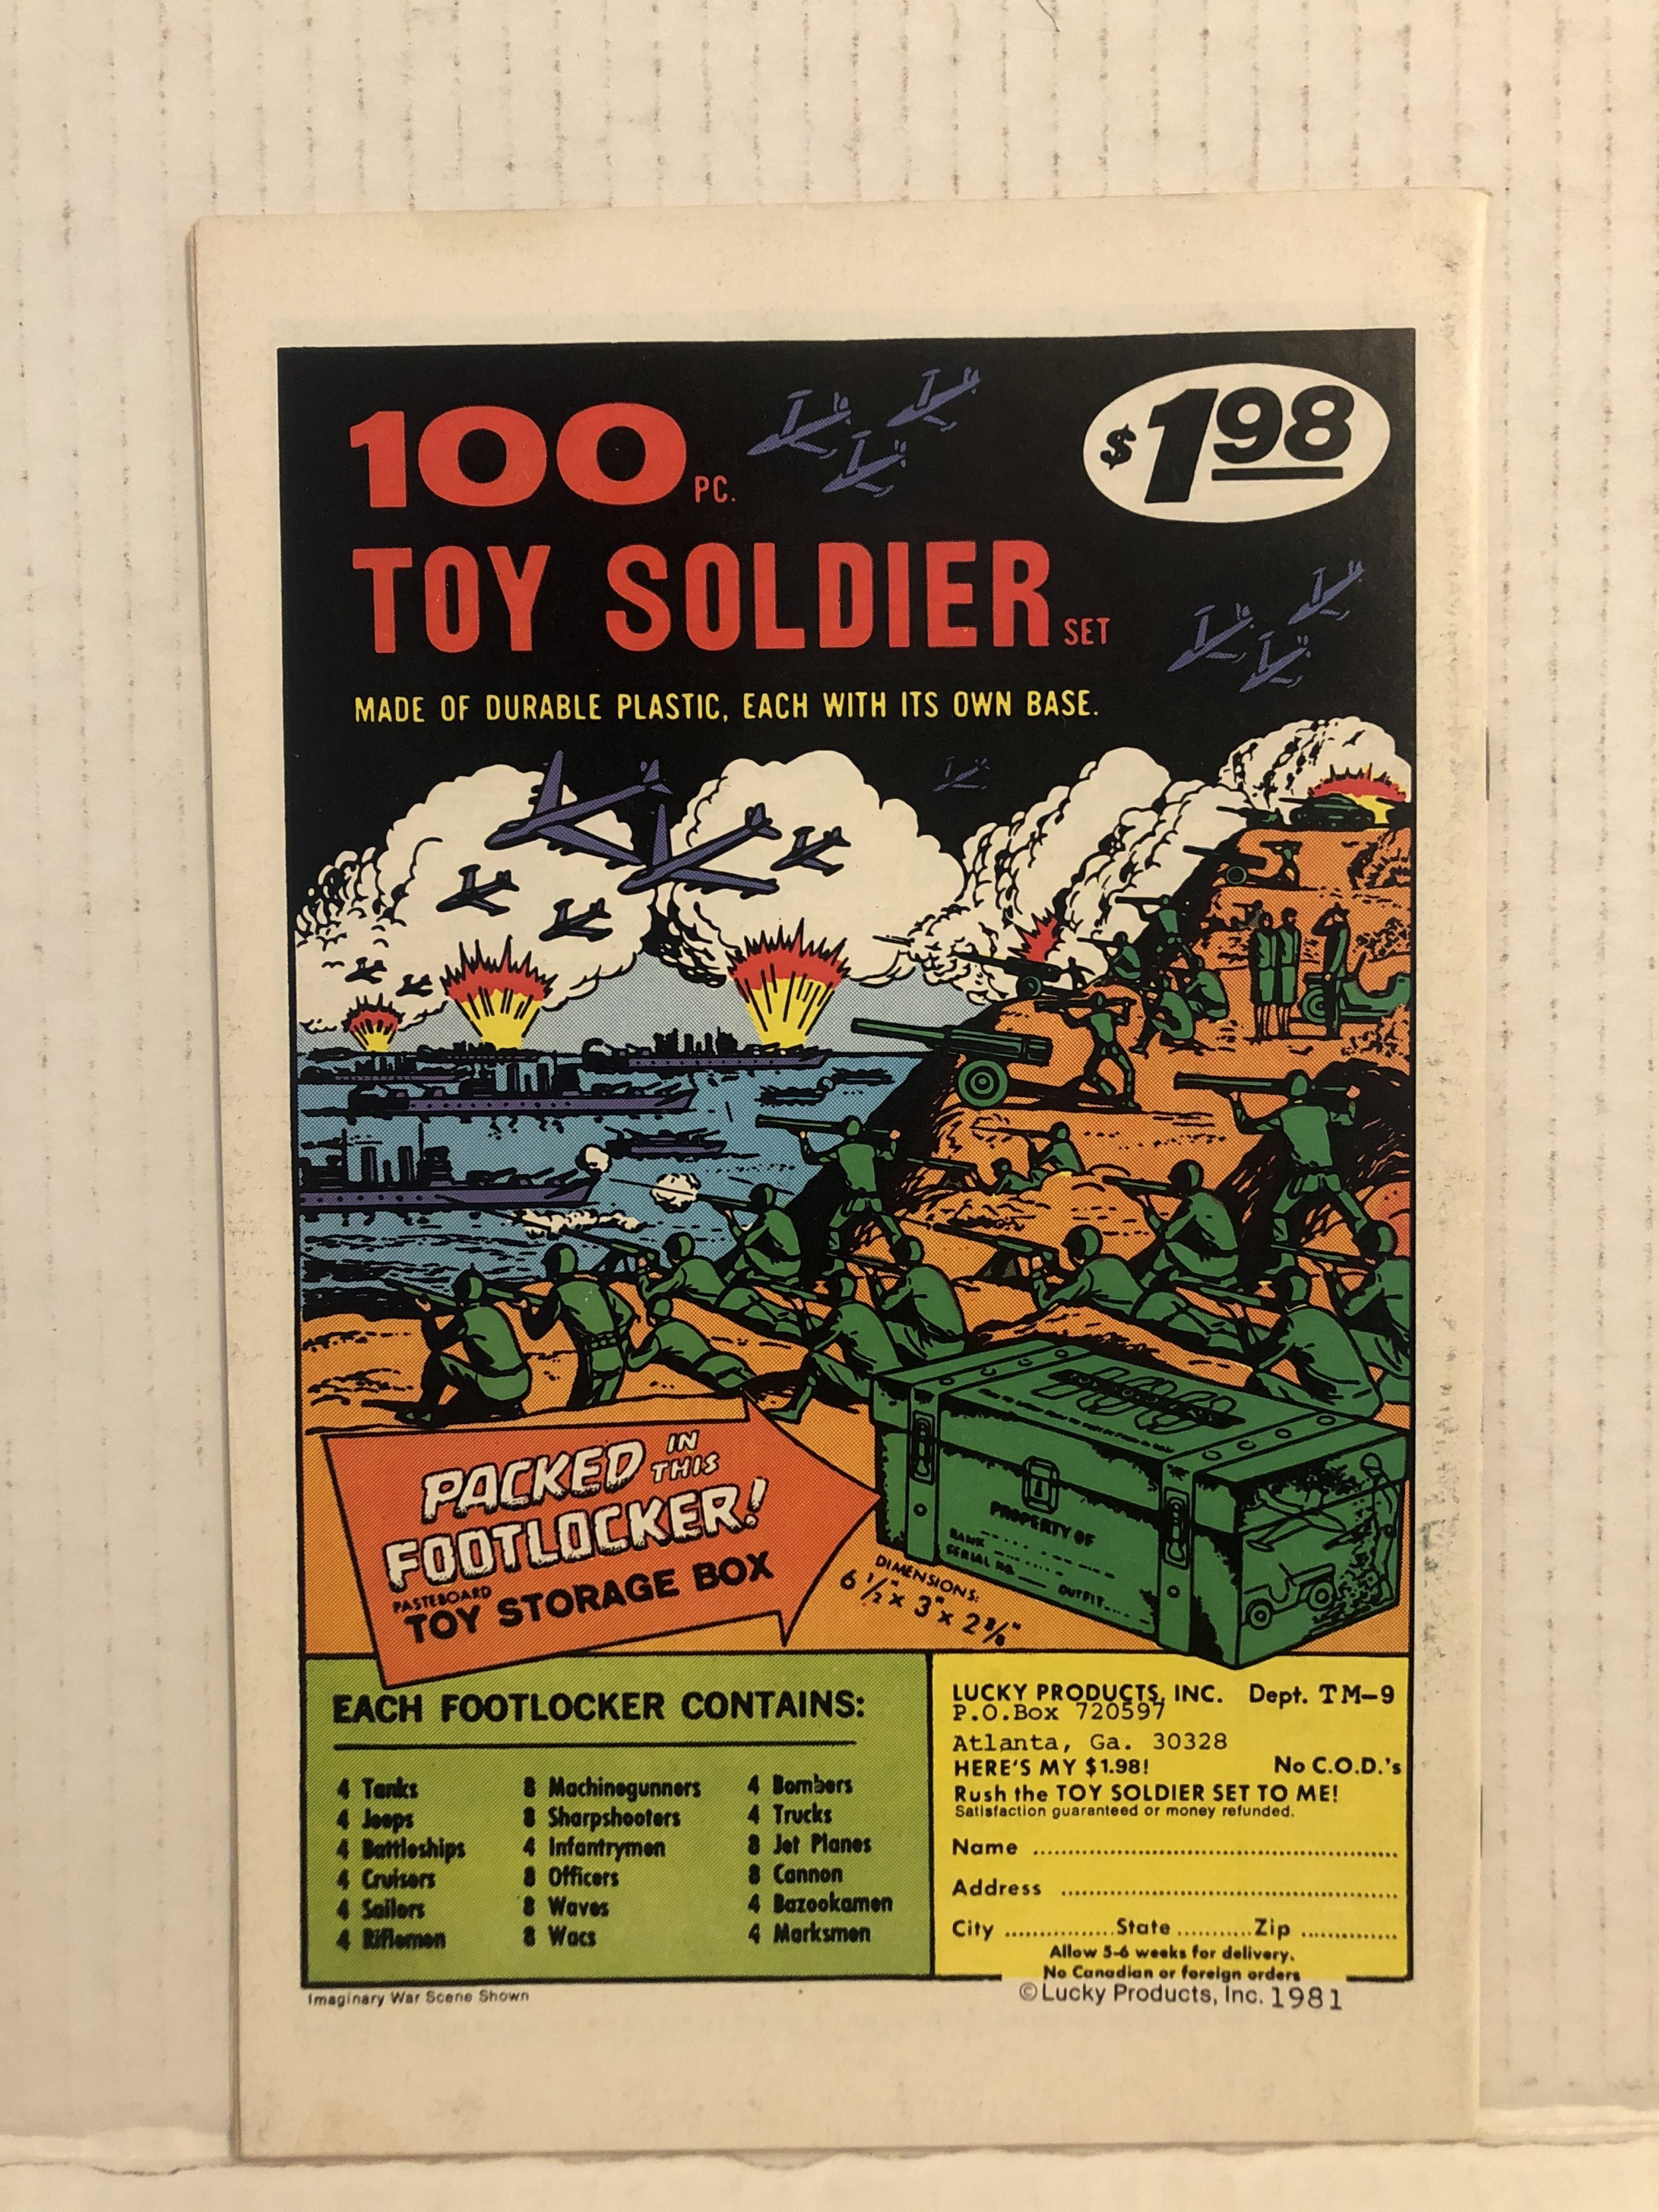 100 PC.
$1.98
TOY SOLDIER SET
MADE OF DURABLE PLASTIC, EACH WITH ITS OWN BASE.
PACKED IN THIS
FOOTLOCKER!
PASTEBOARD
TOY STORAGE BOX
100
PROPERTY OF
RANK
SERIAL NO.
OUTFIT
DIMENSIONS:
6 1/2" x 3" x 2 3/8"
EACH FOOTLOCKER CONTAINS:
4 Tanks
4 Jeeps
4 Battleships
4 Cruisers
4 Sailors
4 Riflemen
8 Machinegunners
8 Sharpshooters
4 Infantrymen
8 Officers
8 Waves
8 Wacs
4 Bombers
4 Trucks
8 Jet Planes
8 Cannon
4 Bazookamen
4 Marksmen
LUCKY PRODUCTS, INC. Dept. TM-9
P.O.Box 720597
Atlanta, Ga. 30328
HERE'S MY $1.98! No C.O.D.'s
Rush the TOY SOLDIER SET TO ME!
Satisfaction guaranteed or money refunded.
Name
Address
City ............... State .......... Zip .............
Allow 5-6 weeks for delivery.
No Canadian or foreign orders
Imaginary War Scene Shown
© Lucky Products, Inc. 1981